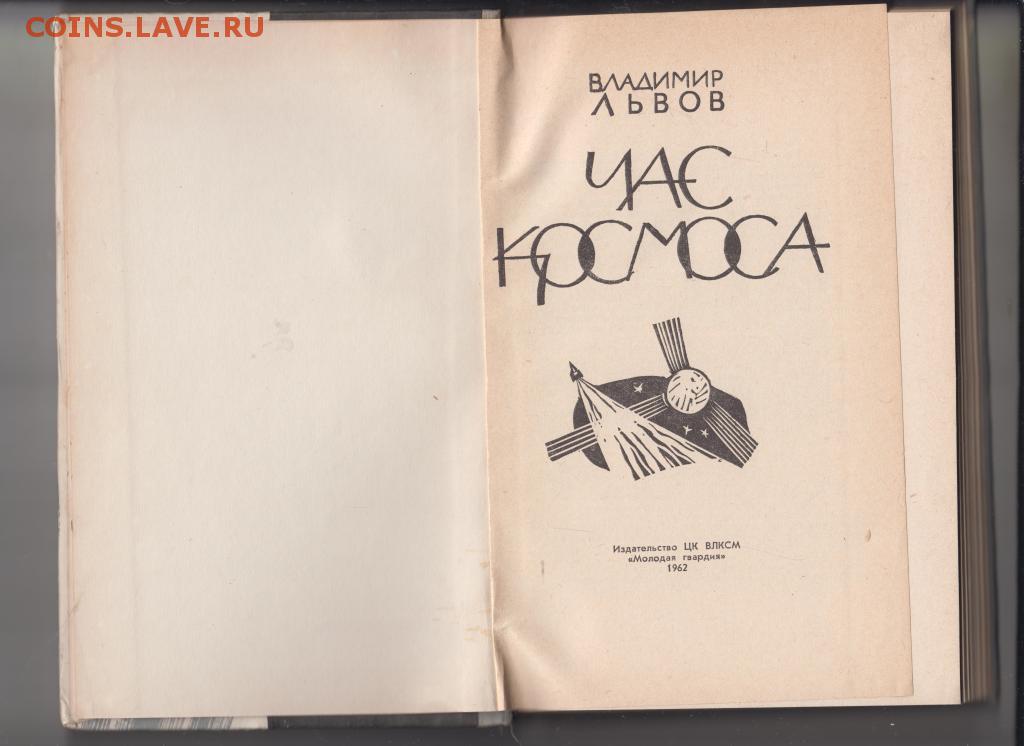 COINS.LAVE.RU
ВЛАДИМИР
ЛЬВОВ
ЧАС
КОСМОСА
Издательство ЦК ВЛКСМ
«Молодая гвардия»
1962